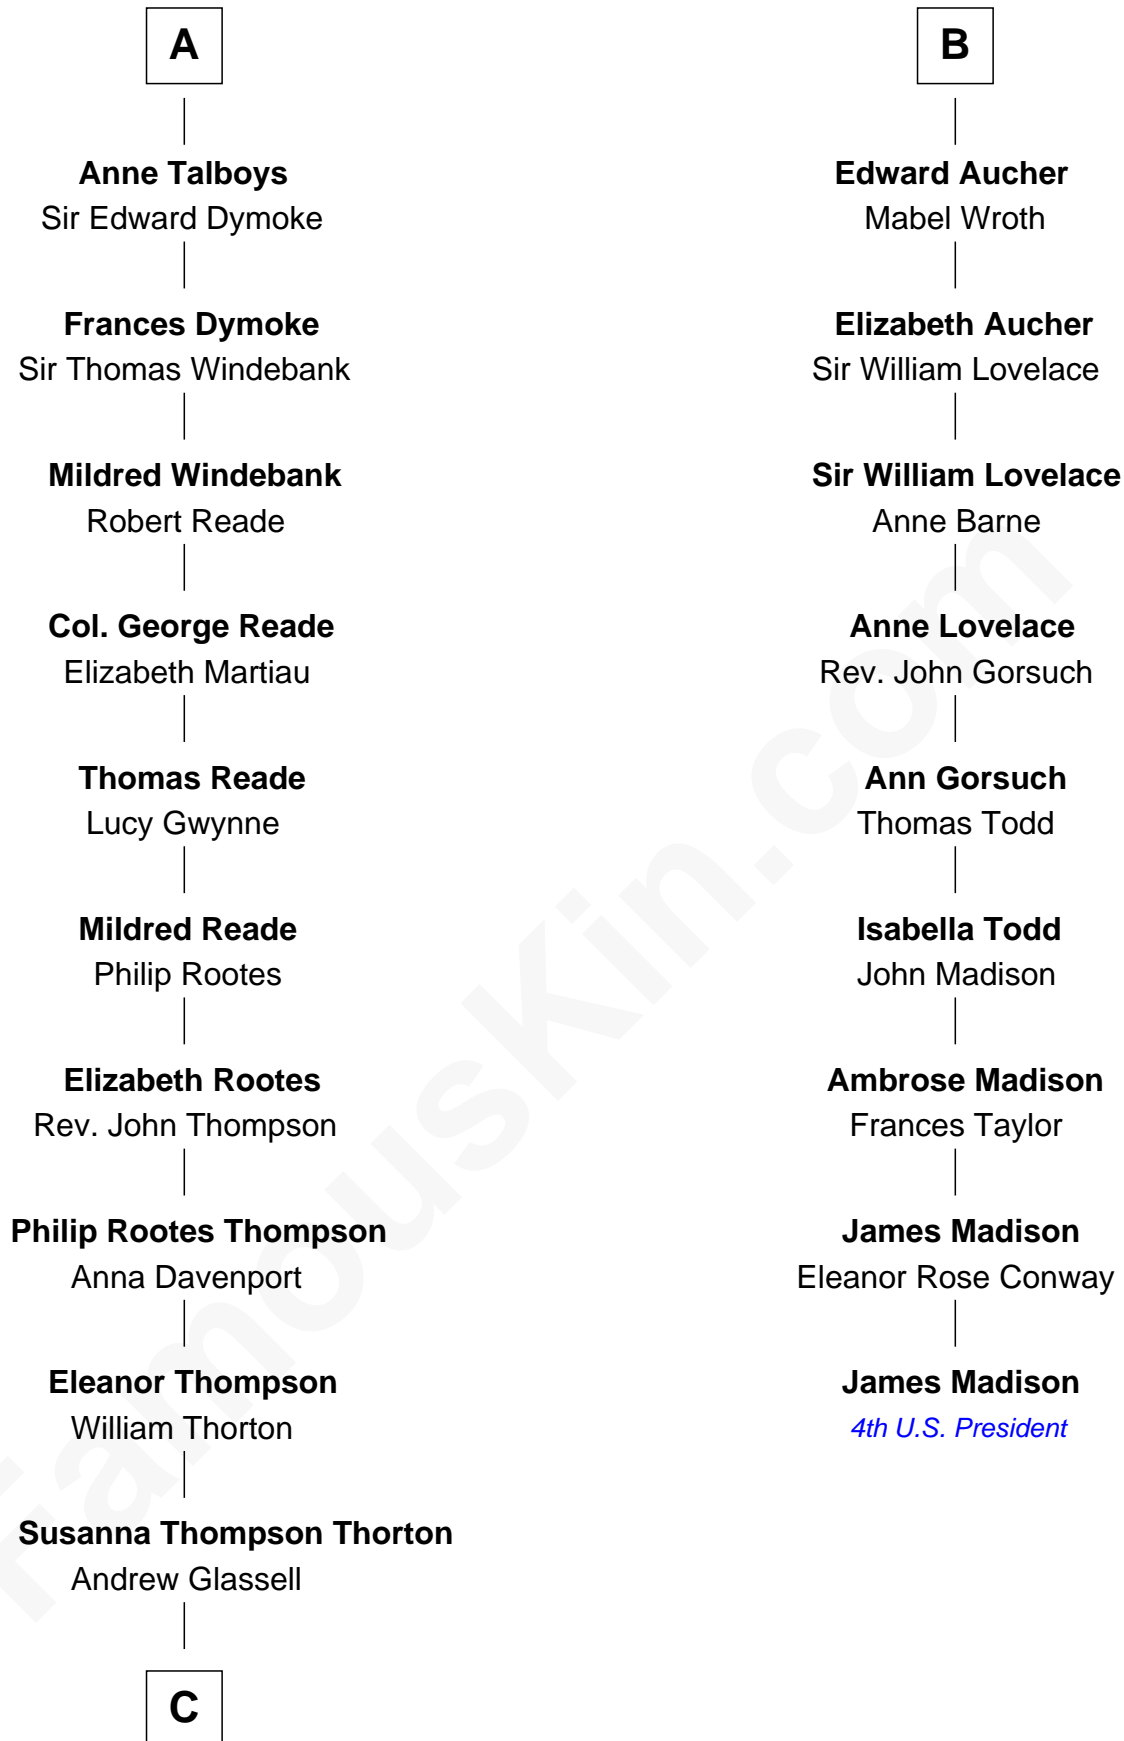 A
Anne Talboys
Sir Edward Dymoke
Frances Dymoke
Sir Thomas Windebank
Mildred Windebank
Robert Reade
Col. George Reade
Elizabeth Martiau
Thomas Reade
Lucy Gwynne
Mildred Reade
Philip Rootes
Elizabeth Rootes
Rev. John Thompson
Philip Rootes Thompson
Anna Davenport
Eleanor Thompson
William Thorton
Susanna Thompson Thorton
Andrew Glassell
C
B
Edward Aucher
Mabel Wroth
Elizabeth Aucher
Sir William Lovelace
Sir William Lovelace
Anne Barne
Anne Lovelace
Rev. John Gorsuch
Ann Gorsuch
Thomas Todd
Isabella Todd
John Madison
Ambrose Madison
Frances Taylor
James Madison
Eleanor Rose Conway
James Madison
4th U.S. President
FamousKin.com